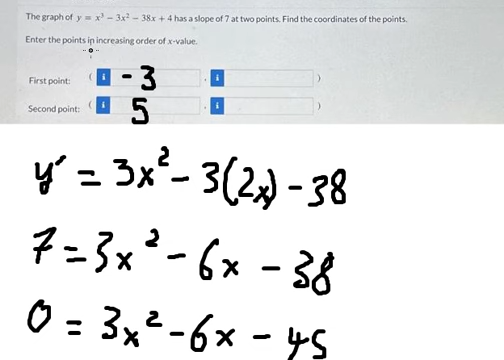 The graph of y = x³ − 3x² − 38x + 4 has a slope of 7 at two points. Find the coordinates of the points.
Enter the points in increasing order of x-value.
First point: ( i -3 , i )
Second point: ( i 5 , i )
y' = 3x² - 3(2x) - 38
7 = 3x² - 6x - 38
0 = 3x² - 6x - 45